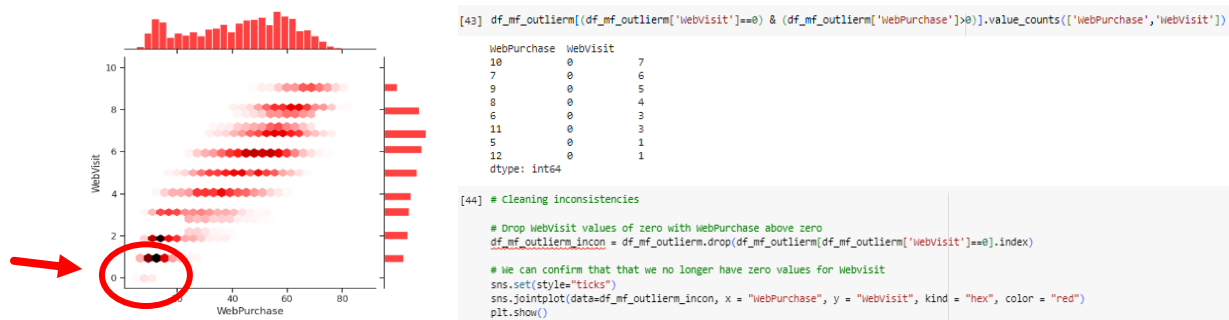 10
8
6
4
2
0
WebVisit
40
60
80
WebPurchase
[43] df_mf_outlierm[(df_mf_outlierm['WebVisit']==0) & (df_mf_outlierm['WebPurchase']>0)].value_counts(['WebPurchase','WebVisit'])
WebPurchase WebVisit
10 0 7
7 0 6
9 0 5
8 0 4
6 0 3
11 0 3
5 0 1
12 0 1
dtype: int64
[44] # Cleaning inconsistencies
# Drop WebVisit values of zero with WebPurchase above zero
df_mf_outlierm_incon = df_mf_outlierm.drop(df_mf_outlierm[df_mf_outlierm['WebVisit']==0].index)
# We can confirm that that we no longer have zero values for Webvisit
sns.set(style="ticks")
sns.jointplot(data=df_mf_outlierm_incon, x = "WebPurchase", y = "WebVisit", kind = "hex", color = "red")
plt.show()